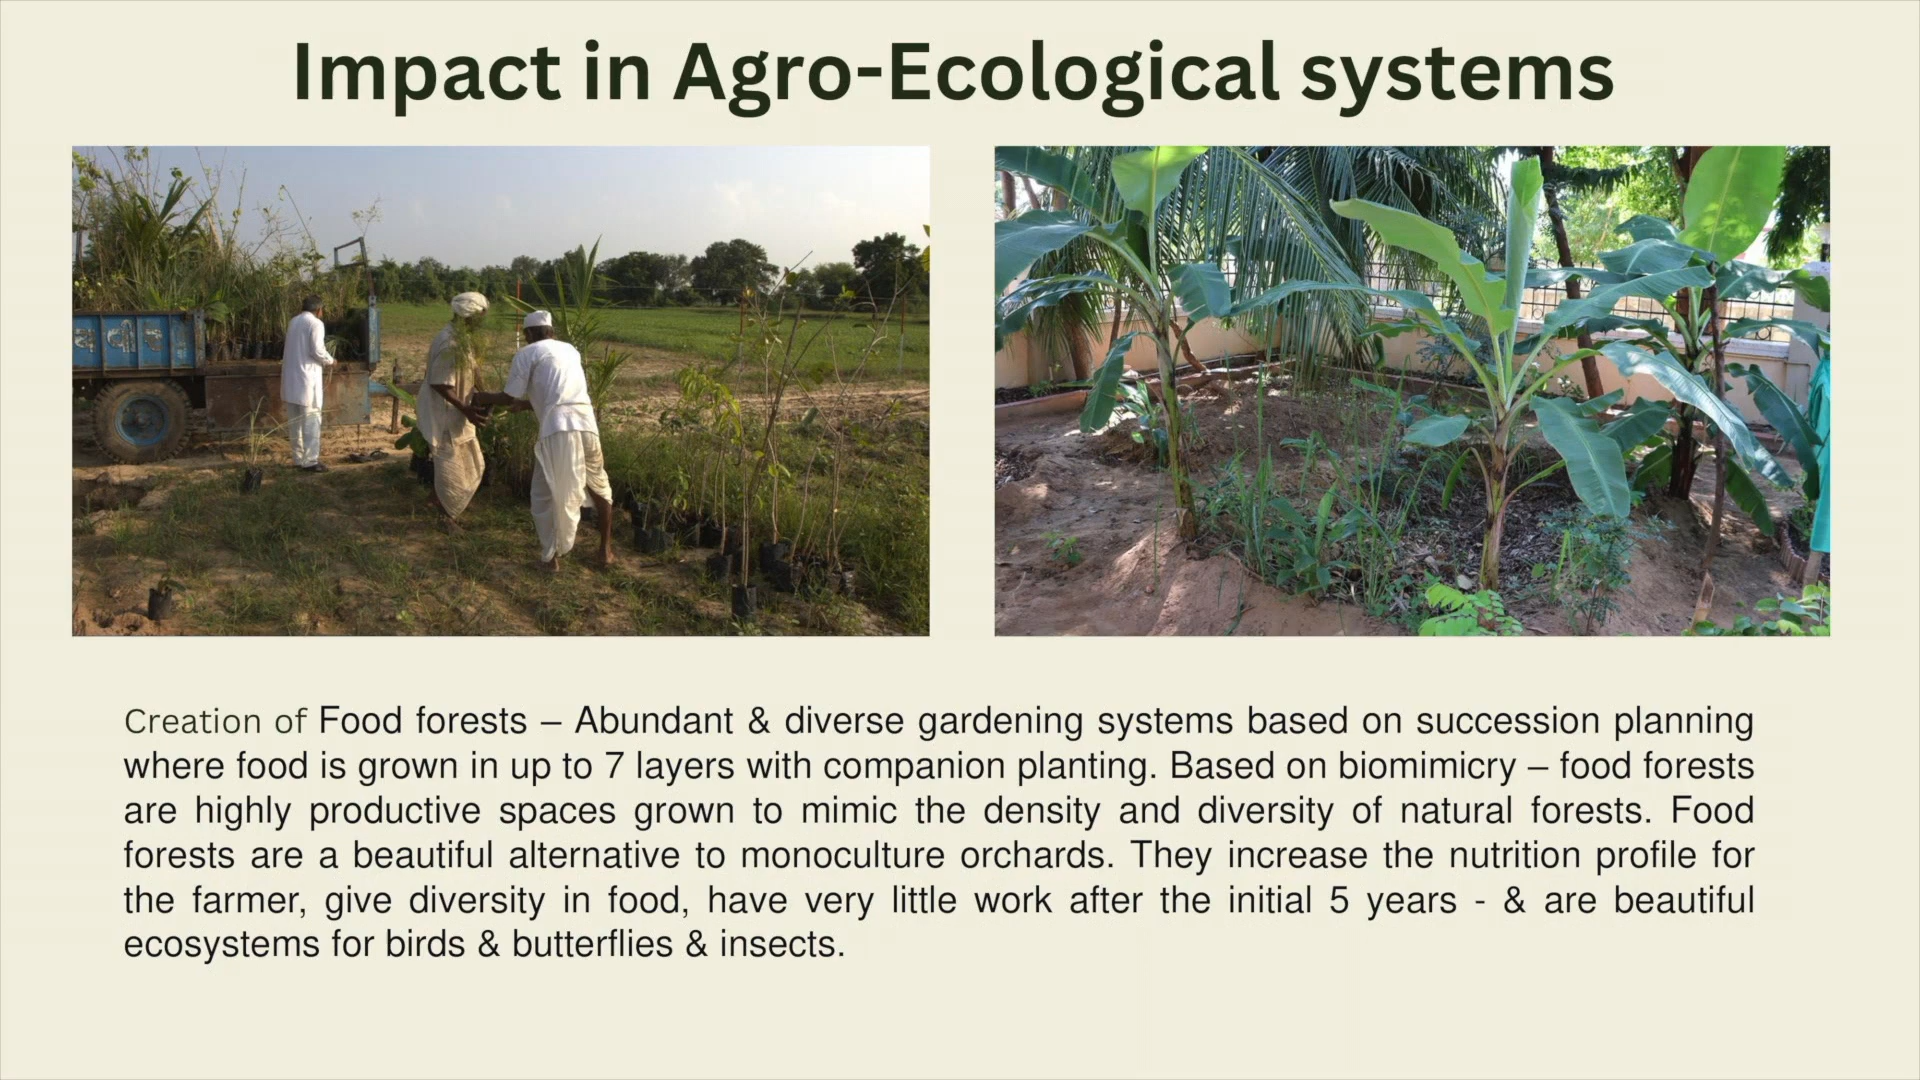 Impact in Agro-Ecological systems
Creation of Food forests – Abundant & diverse gardening systems based on succession planning
where food is grown in up to 7 layers with companion planting. Based on biomimicry – food forests
are highly productive spaces grown to mimic the density and diversity of natural forests. Food
forests are a beautiful alternative to monoculture orchards. They increase the nutrition profile for
the farmer, give diversity in food, have very little work after the initial 5 years - & are beautiful
ecosystems for birds & butterflies & insects.